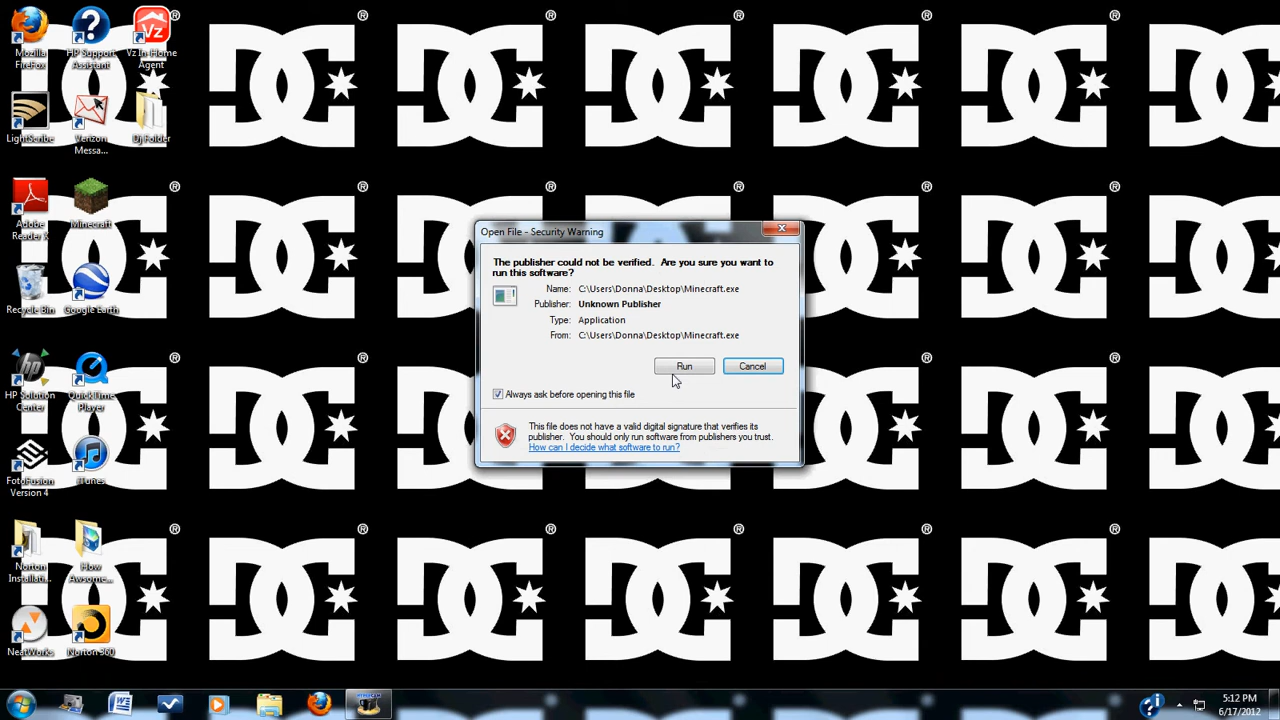 Mozilla FireFox
HP Support Assistant
Vz In-Home Agent
LightScribe
Verizon Messa...
Dj Folder
Adobe Reader X
Minecraft
Recycle Bin
Google Earth
HP Solution Center
QuickTime Player
FotoFusion Version 4
iTunes
Norton Installati...
How Awsome...
NeatWorks
Norton 360
Open File - Security Warning
The publisher could not be verified. Are you sure you want to
run this software?
Name: C:\Users\Donna\Desktop\Minecraft.exe
Publisher: Unknown Publisher
Type: Application
From: C:\Users\Donna\Desktop\Minecraft.exe
Run Cancel
Always ask before opening this file
This file does not have a valid digital signature that verifies its
publisher. You should only run software from publishers you trust.
How can I decide what software to run?
5:12 PM
6/17/2012